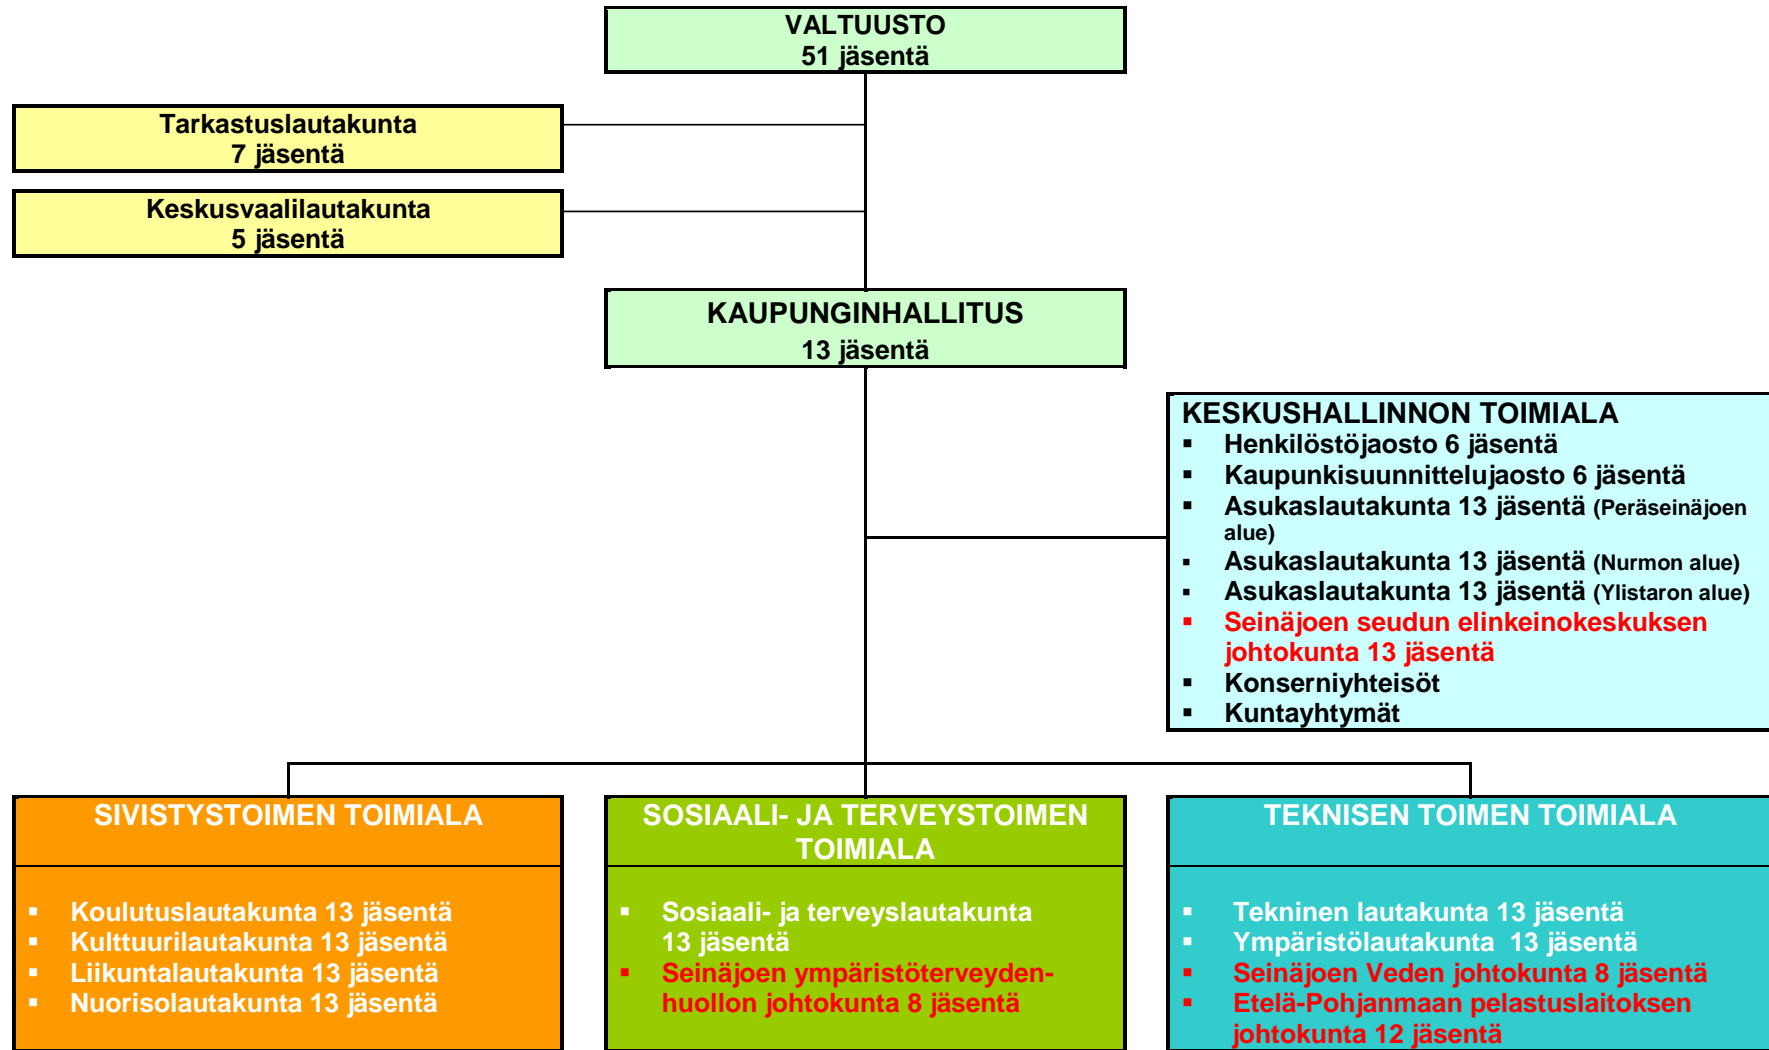 VALTUUSTO
51 jäsentä
Tarkastuslautakunta
7 jäsentä
Keskusvaalilautakunta
5 jäsentä
KAUPUNGINHALLITUS
13 jäsentä
KESKUSHALLINNON TOIMIALA
▪ Henkilöstöjaosto 6 jäsentä
▪ Kaupunkisuunnittelujaosto 6 jäsentä
▪ Asukaslautakunta 13 jäsentä (Peräseinäjoen
alue)
▪ Asukaslautakunta 13 jäsentä (Nurmon alue)
▪ Asukaslautakunta 13 jäsentä (Ylistaron alue)
▪ Seinäjoen seudun elinkeinokeskuksen
johtokunta 13 jäsentä
▪ Konserniyhteisöt
▪ Kuntayhtymät
SIVISTYSTOIMEN TOIMIALA
▪ Koulutuslautakunta 13 jäsentä
▪ Kulttuurilautakunta 13 jäsentä
▪ Liikuntalautakunta 13 jäsentä
▪ Nuorisolautakunta 13 jäsentä
SOSIAALI- JA TERVEYSTOIMEN
TOIMIALA
▪ Sosiaali- ja terveyslautakunta
13 jäsentä
▪ Seinäjoen ympäristöterveyden-
huollon johtokunta 8 jäsentä
TEKNISEN TOIMEN TOIMIALA
▪ Tekninen lautakunta 13 jäsentä
▪ Ympäristölautakunta 13 jäsentä
▪ Seinäjoen Veden johtokunta 8 jäsentä
▪ Etelä-Pohjanmaan pelastuslaitoksen
johtokunta 12 jäsentä